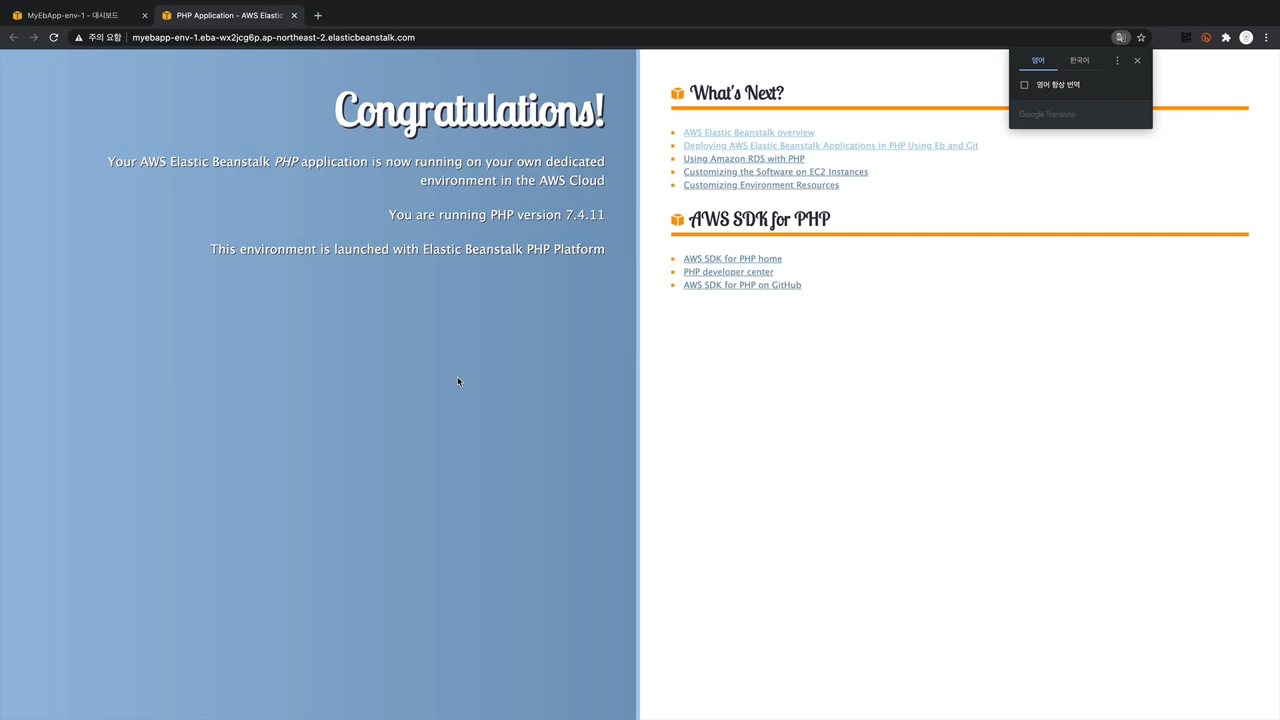 MyEbApp-env-1 - 대시보드
PHP Application - AWS Elastic
주의 요함
myebapp-env-1.eba-wx2jcg6p.ap-northeast-2.elasticbeanstalk.com
영어
한국어
영어 항상 번역
Google Translate
Congratulations!
Your AWS Elastic Beanstalk PHP application is now running on your own dedicated
environment in the AWS Cloud
You are running PHP version 7.4.11
This environment is launched with Elastic Beanstalk PHP Platform
What's Next?
AWS Elastic Beanstalk overview
Deploying AWS Elastic Beanstalk Applications in PHP Using Eb and Git
Using Amazon RDS with PHP
Customizing the Software on EC2 Instances
Customizing Environment Resources
AWS SDK for PHP
AWS SDK for PHP home
PHP developer center
AWS SDK for PHP on GitHub